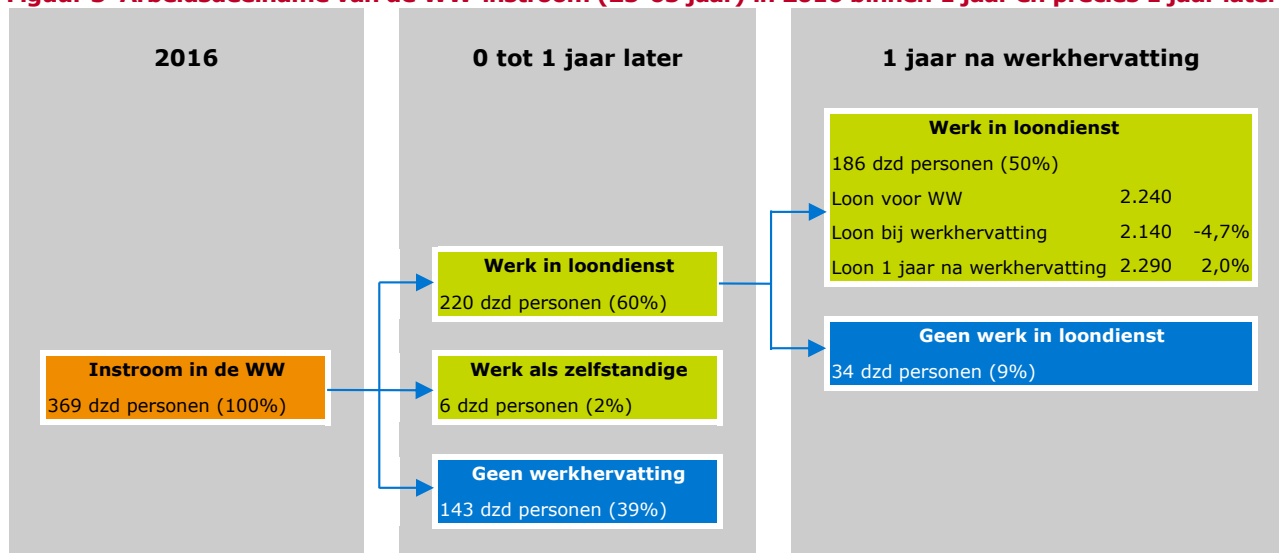 2016
0 tot 1 jaar later
1 jaar na werkhervatting
Werk in loondienst
186 dzd personen (50%)
Loon voor WW 2.240
Loon bij werkhervatting 2.140 -4,7%
Loon 1 jaar na werkhervatting 2.290 2,0%
Werk in loondienst
220 dzd personen (60%)
Geen werk in loondienst
34 dzd personen (9%)
Instroom in de WW
369 dzd personen (100%)
Werk als zelfstandige
6 dzd personen (2%)
Geen werkhervatting
143 dzd personen (39%)